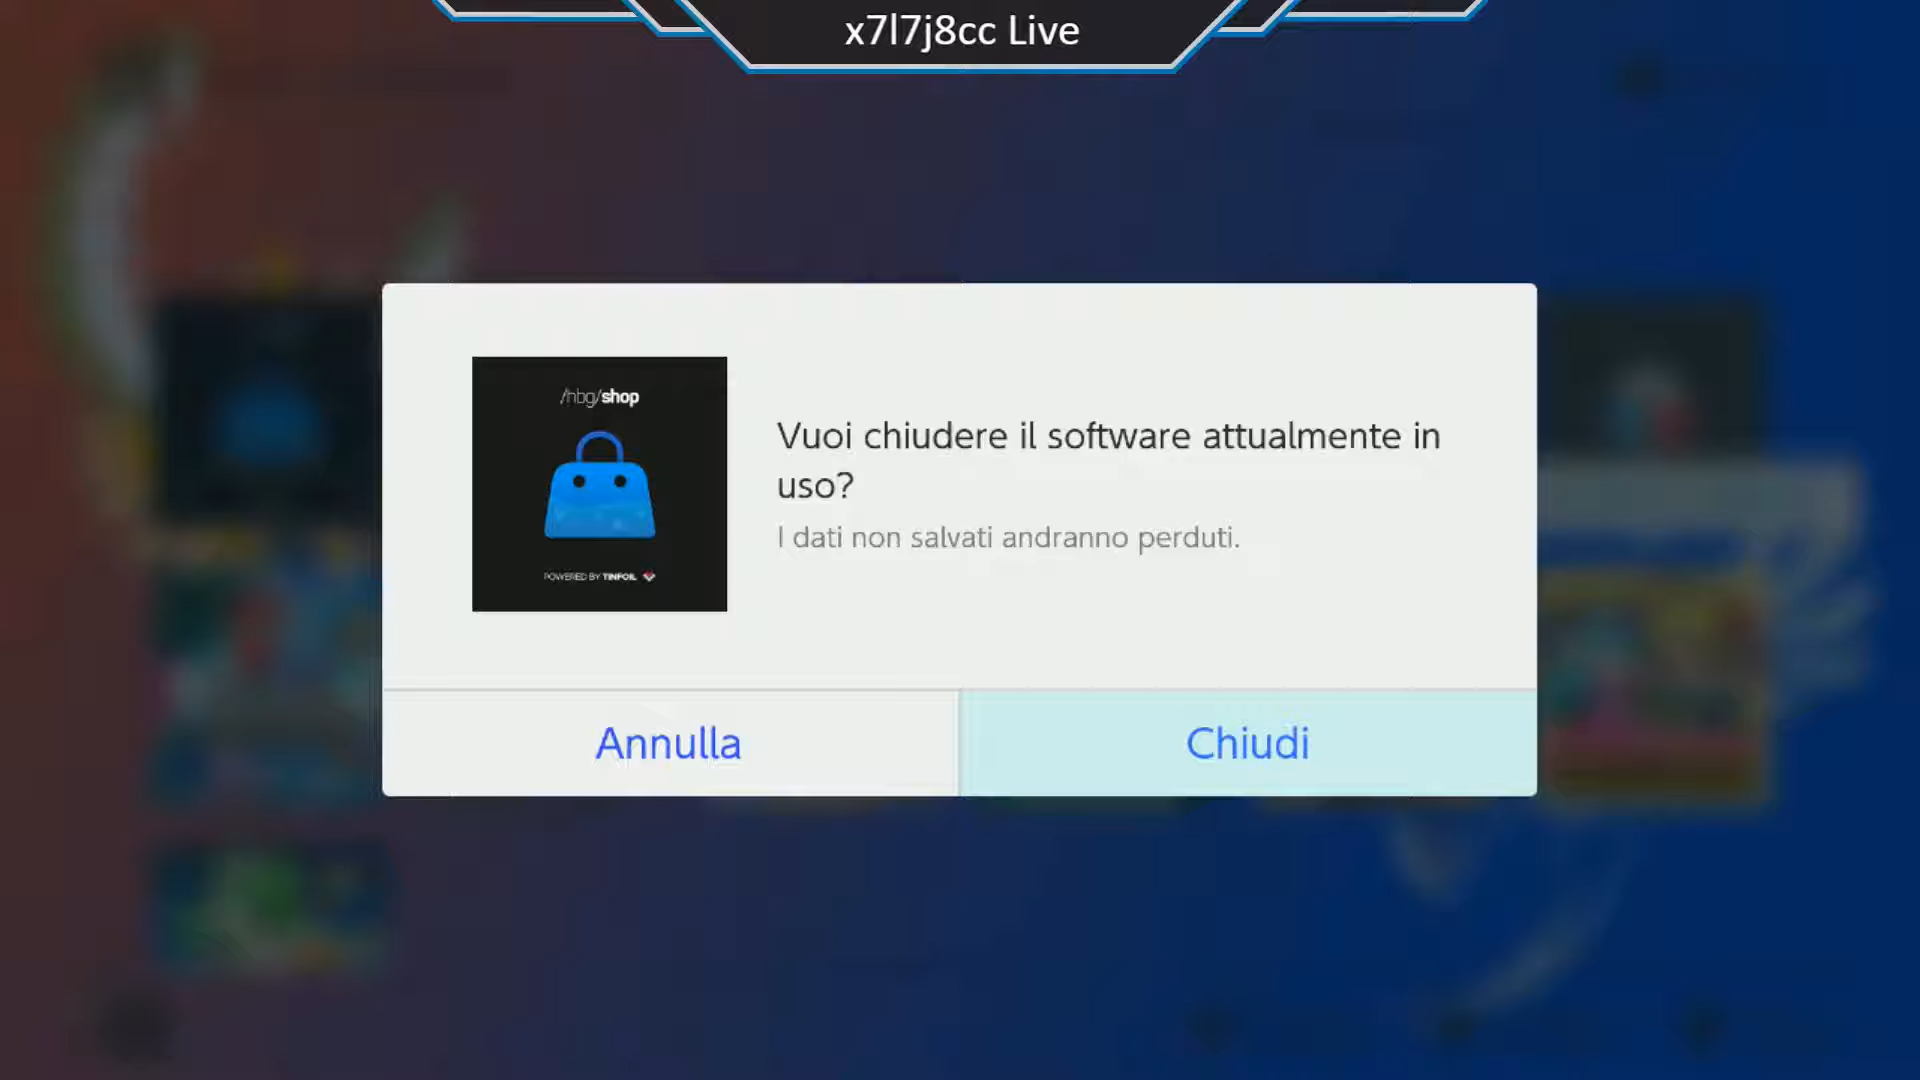 x7l7j8cc Live
/hbg/shop
POWERED BY TINFOIL
Vuoi chiudere il software attualmente in
uso?
I dati non salvati andranno perduti.
Annulla
Chiudi